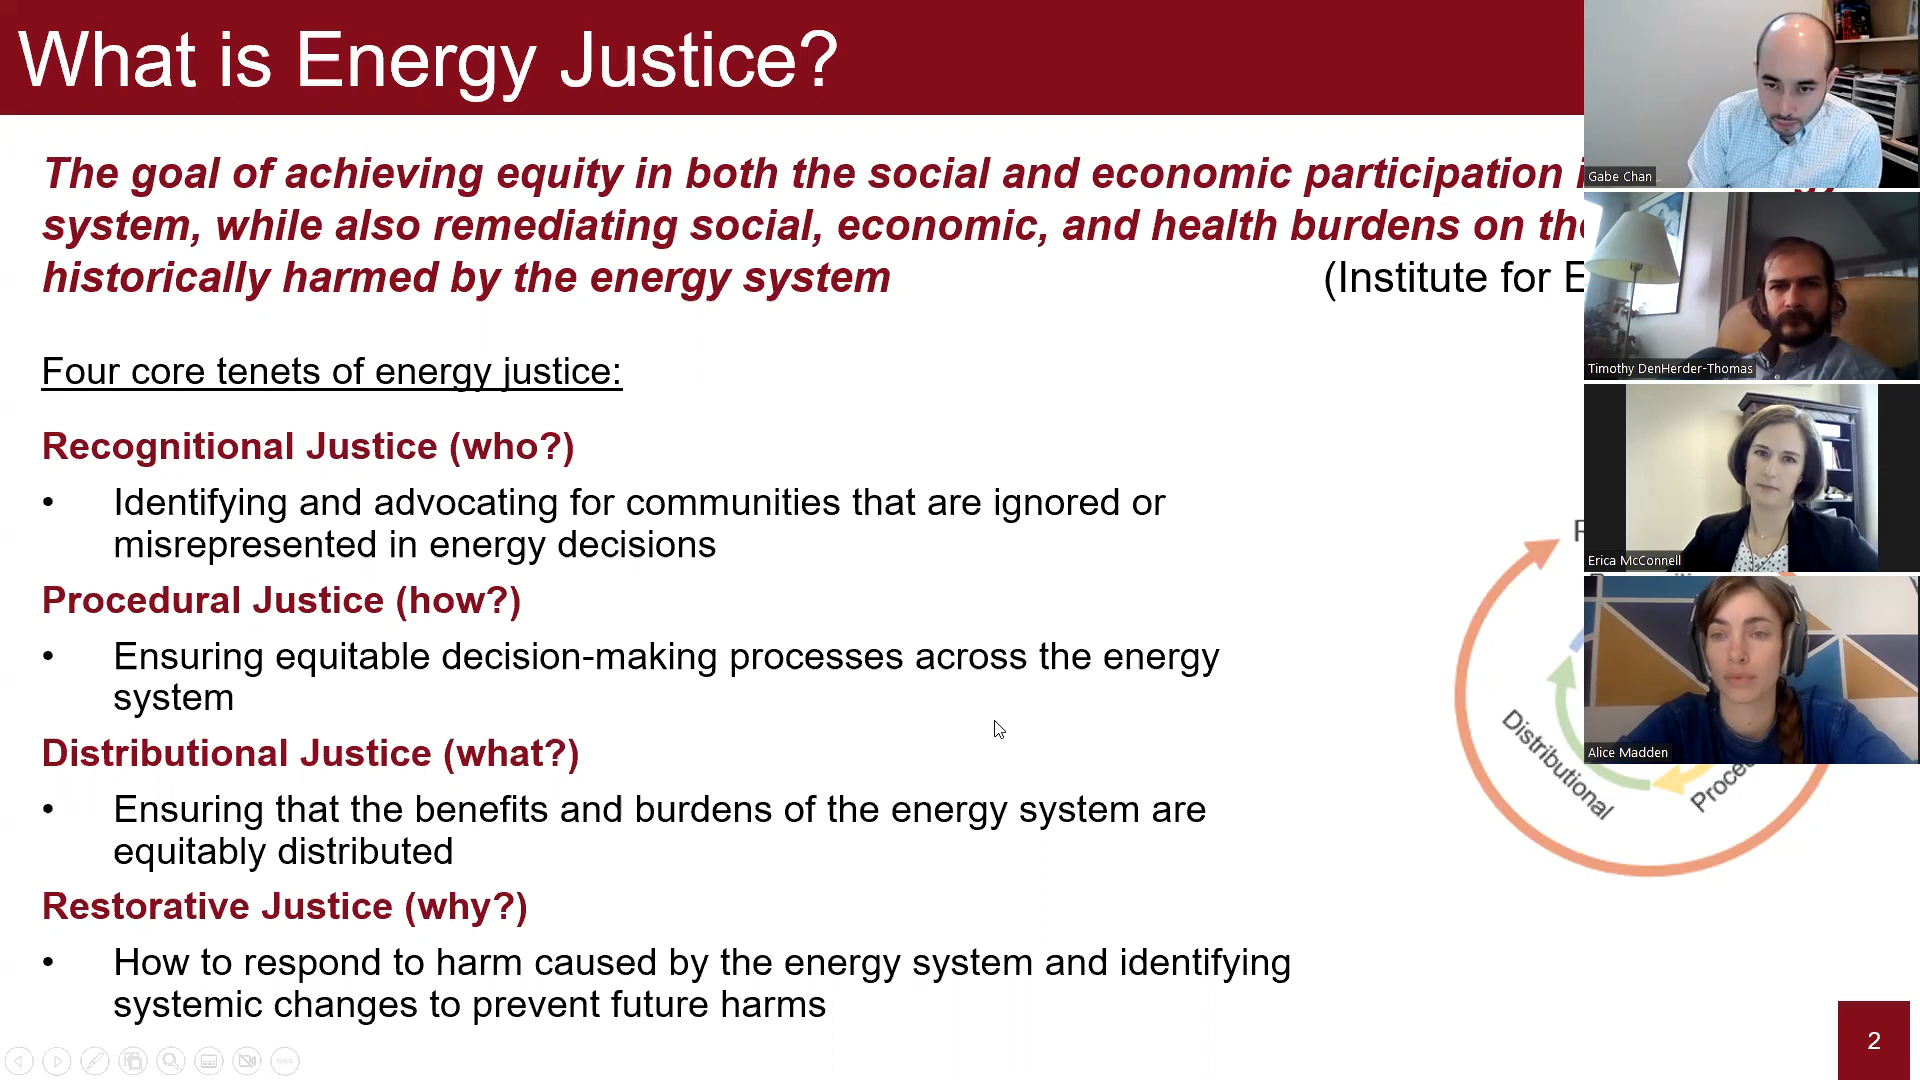 What is Energy Justice?
The goal of achieving equity in both the social and economic participation
system, while also remediating social, economic, and health burdens on
historically harmed by the energy system
(Institute for
Four core tenets of energy justice:
Recognitional Justice (who?)
• Identifying and advocating for communities that are ignored or
misrepresented in energy decisions
Procedural Justice (how?)
• Ensuring equitable decision-making processes across the energy
system
Distributional Justice (what?)
• Ensuring that the benefits and burdens of the energy system are
equitably distributed
Restorative Justice (why?)
• How to respond to harm caused by the energy system and identifying
systemic changes to prevent future harms
Distributional
Gabe Chan
Timothy DenHerder-Thomas
Erica McConnell
Alice Madden
2